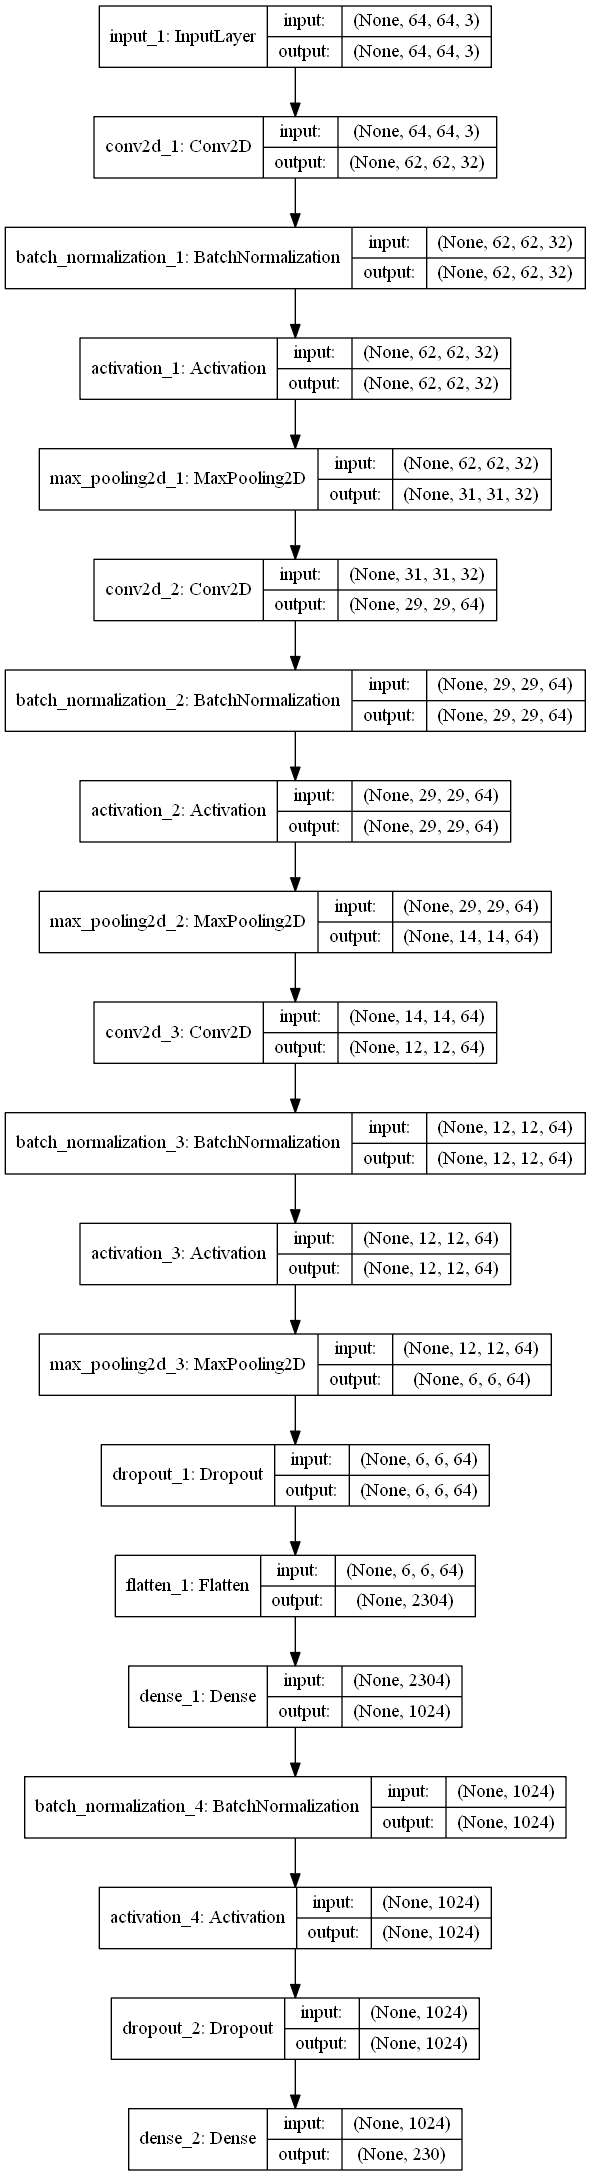 input_1: InputLayer
input: (None, 64, 64, 3)
output: (None, 64, 64, 3)
conv2d_1: Conv2D
input: (None, 64, 64, 3)
output: (None, 62, 62, 32)
batch_normalization_1: BatchNormalization
input: (None, 62, 62, 32)
output: (None, 62, 62, 32)
activation_1: Activation
input: (None, 62, 62, 32)
output: (None, 62, 62, 32)
max_pooling2d_1: MaxPooling2D
input: (None, 62, 62, 32)
output: (None, 31, 31, 32)
conv2d_2: Conv2D
input: (None, 31, 31, 32)
output: (None, 29, 29, 64)
batch_normalization_2: BatchNormalization
input: (None, 29, 29, 64)
output: (None, 29, 29, 64)
activation_2: Activation
input: (None, 29, 29, 64)
output: (None, 29, 29, 64)
max_pooling2d_2: MaxPooling2D
input: (None, 29, 29, 64)
output: (None, 14, 14, 64)
conv2d_3: Conv2D
input: (None, 14, 14, 64)
output: (None, 12, 12, 64)
batch_normalization_3: BatchNormalization
input: (None, 12, 12, 64)
output: (None, 12, 12, 64)
activation_3: Activation
input: (None, 12, 12, 64)
output: (None, 12, 12, 64)
max_pooling2d_3: MaxPooling2D
input: (None, 12, 12, 64)
output: (None, 6, 6, 64)
dropout_1: Dropout
input: (None, 6, 6, 64)
output: (None, 6, 6, 64)
flatten_1: Flatten
input: (None, 6, 6, 64)
output: (None, 2304)
dense_1: Dense
input: (None, 2304)
output: (None, 1024)
batch_normalization_4: BatchNormalization
input: (None, 1024)
output: (None, 1024)
activation_4: Activation
input: (None, 1024)
output: (None, 1024)
dropout_2: Dropout
input: (None, 1024)
output: (None, 1024)
dense_2: Dense
input: (None, 1024)
output: (None, 230)